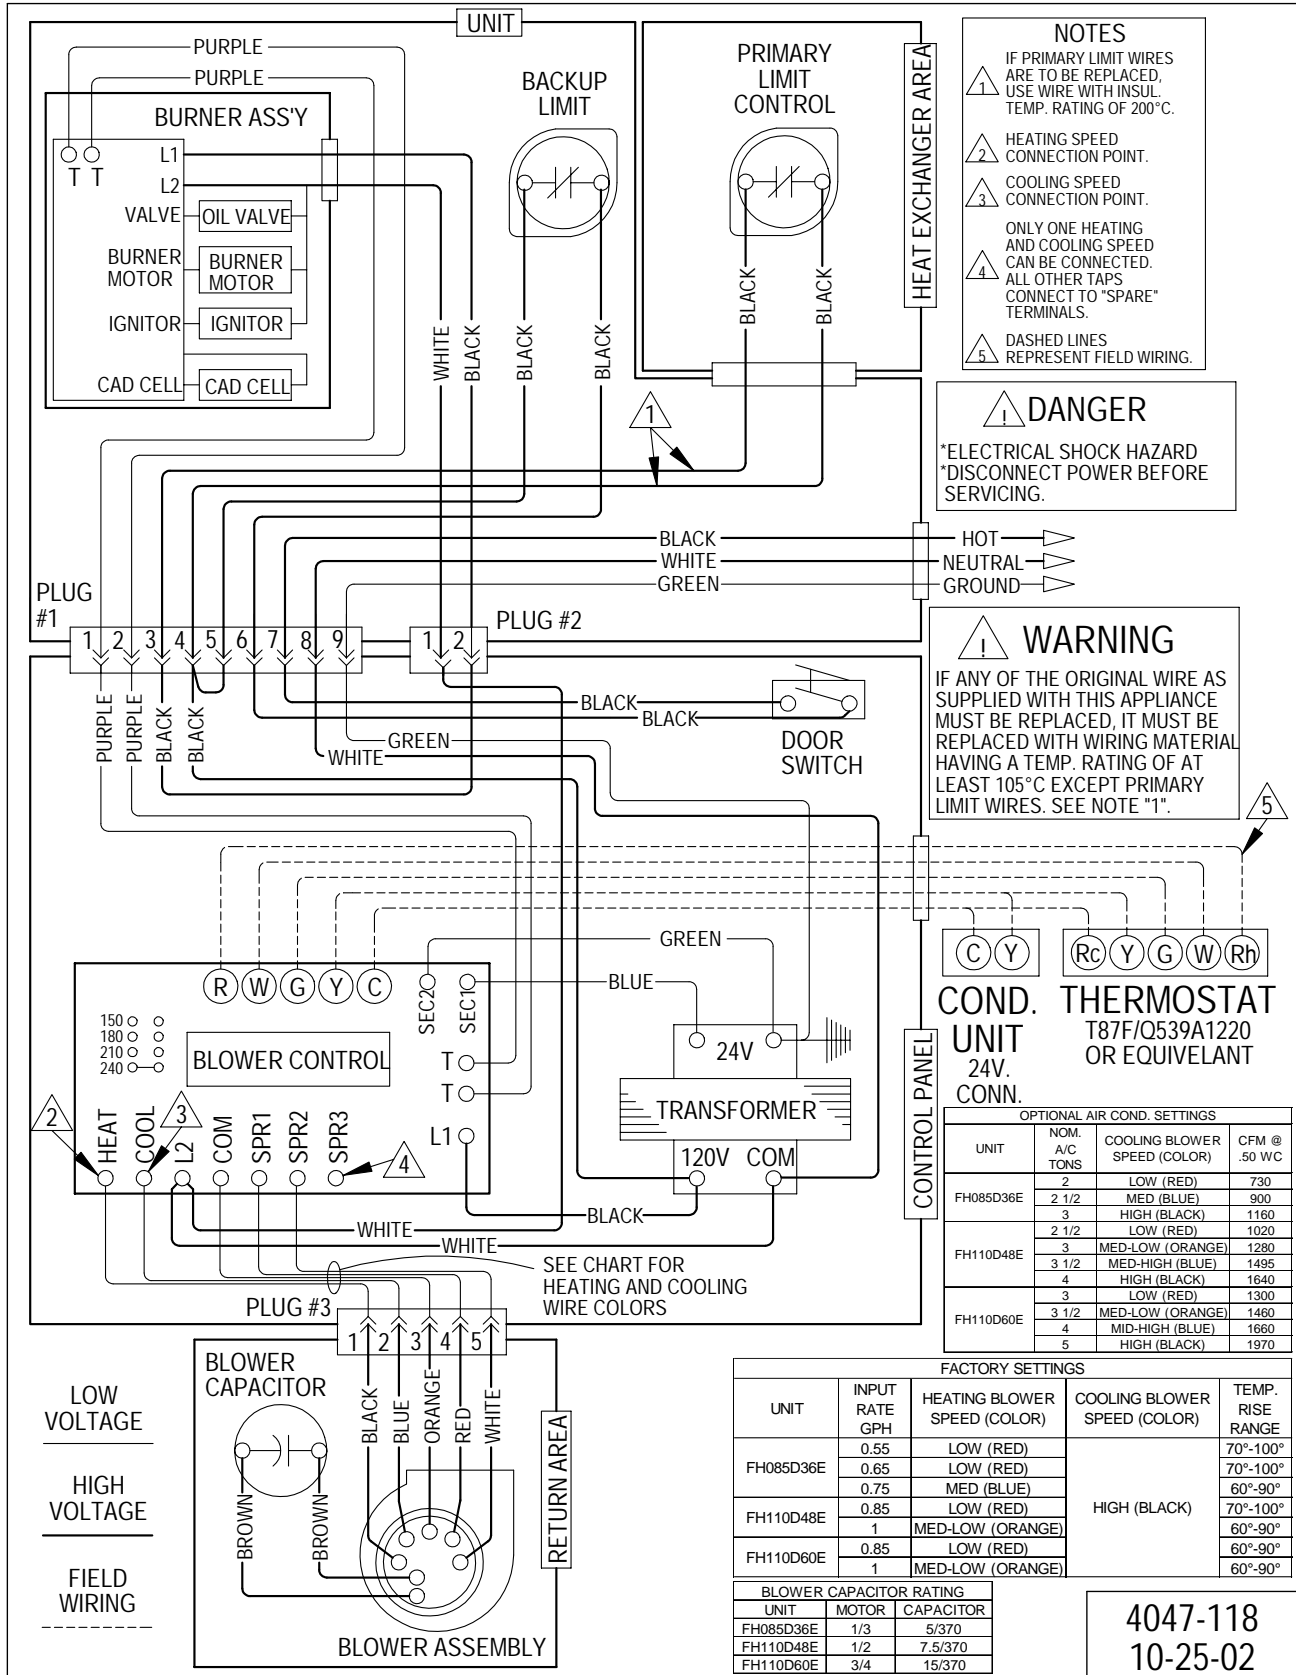 UNIT
PURPLE
PURPLE
BURNER ASS'Y
T T
L1
L2
VALVE
OIL VALVE
BURNER
MOTOR
BURNER
MOTOR
IGNITOR
IGNITOR
CAD CELL
CAD CELL
BACKUP
LIMIT
PRIMARY
LIMIT
CONTROL
HEAT EXCHANGER AREA
WHITE
BLACK
BLACK
BLACK
BLACK
BLACK
1
NOTES
1
IF PRIMARY LIMIT WIRES
ARE TO BE REPLACED,
USE WIRE WITH INSUL.
TEMP. RATING OF 200°C.
2
HEATING SPEED
CONNECTION POINT.
3
COOLING SPEED
CONNECTION POINT.
4
ONLY ONE HEATING
AND COOLING SPEED
CAN BE CONNECTED.
ALL OTHER TAPS
CONNECT TO "SPARE"
TERMINALS.
5
DASHED LINES
REPRESENT FIELD WIRING.
! DANGER
*ELECTRICAL SHOCK HAZARD
*DISCONNECT POWER BEFORE
SERVICING.
BLACK HOT
WHITE NEUTRAL
GREEN GROUND
PLUG
#1
1 2 3 4 5 6 7 8 9
1 2
PLUG #2
! WARNING
IF ANY OF THE ORIGINAL WIRE AS
SUPPLIED WITH THIS APPLIANCE
MUST BE REPLACED, IT MUST BE
REPLACED WITH WIRING MATERIAL
HAVING A TEMP. RATING OF AT
LEAST 105°C EXCEPT PRIMARY
LIMIT WIRES. SEE NOTE "1".
PURPLE
PURPLE
BLACK
BLACK
BLACK
BLACK
GREEN
WHITE
DOOR
SWITCH
5
GREEN
BLUE
R W G Y C
SEC2
SEC1
150
180
210
240
BLOWER CONTROL
T
T
L1
2
3
4
HEAT
COOL
L2
COM
SPR1
SPR2
SPR3
24V
TRANSFORMER
120V COM
BLACK
WHITE
WHITE
CONTROL PANEL
C Y
COND.
UNIT
24V.
CONN.
Rc Y G W Rh
THERMOSTAT
T87F/Q539A1220
OR EQUIVELANT
SEE CHART FOR
HEATING AND COOLING
WIRE COLORS
PLUG #3
1 2 3 4 5
OPTIONAL AIR COND. SETTINGS
UNIT
NOM.
A/C
TONS
COOLING BLOWER
SPEED (COLOR)
CFM @
.50 WC
FH085D36E
2 LOW (RED) 730
2 1/2 MED (BLUE) 900
3 HIGH (BLACK) 1160
FH110D48E
2 1/2 LOW (RED) 1020
3 MED-LOW (ORANGE) 1280
3 1/2 MED-HIGH (BLUE) 1495
4 HIGH (BLACK) 1640
FH110D60E
3 LOW (RED) 1300
3 1/2 MED-LOW (ORANGE) 1460
4 MID-HIGH (BLUE) 1660
5 HIGH (BLACK) 1970
LOW
VOLTAGE
HIGH
VOLTAGE
FIELD
WIRING
BLOWER
CAPACITOR
BROWN
BROWN
BLACK
BLUE
ORANGE
RED
WHITE
RETURN AREA
BLOWER ASSEMBLY
FACTORY SETTINGS
UNIT
INPUT
RATE
GPH
HEATING BLOWER
SPEED (COLOR)
COOLING BLOWER
SPEED (COLOR)
TEMP.
RISE
RANGE
FH085D36E
0.55 LOW (RED) 70°-100°
0.65 LOW (RED) 70°-100°
0.75 MED (BLUE) 60°-90°
HIGH (BLACK)
FH110D48E
0.85 LOW (RED) 70°-100°
1 MED-LOW (ORANGE) 60°-90°
FH110D60E
0.85 LOW (RED) 60°-90°
1 MED-LOW (ORANGE) 60°-90°
BLOWER CAPACITOR RATING
UNIT MOTOR CAPACITOR
FH085D36E 1/3 5/370
FH110D48E 1/2 7.5/370
FH110D60E 3/4 15/370
4047-118
10-25-02